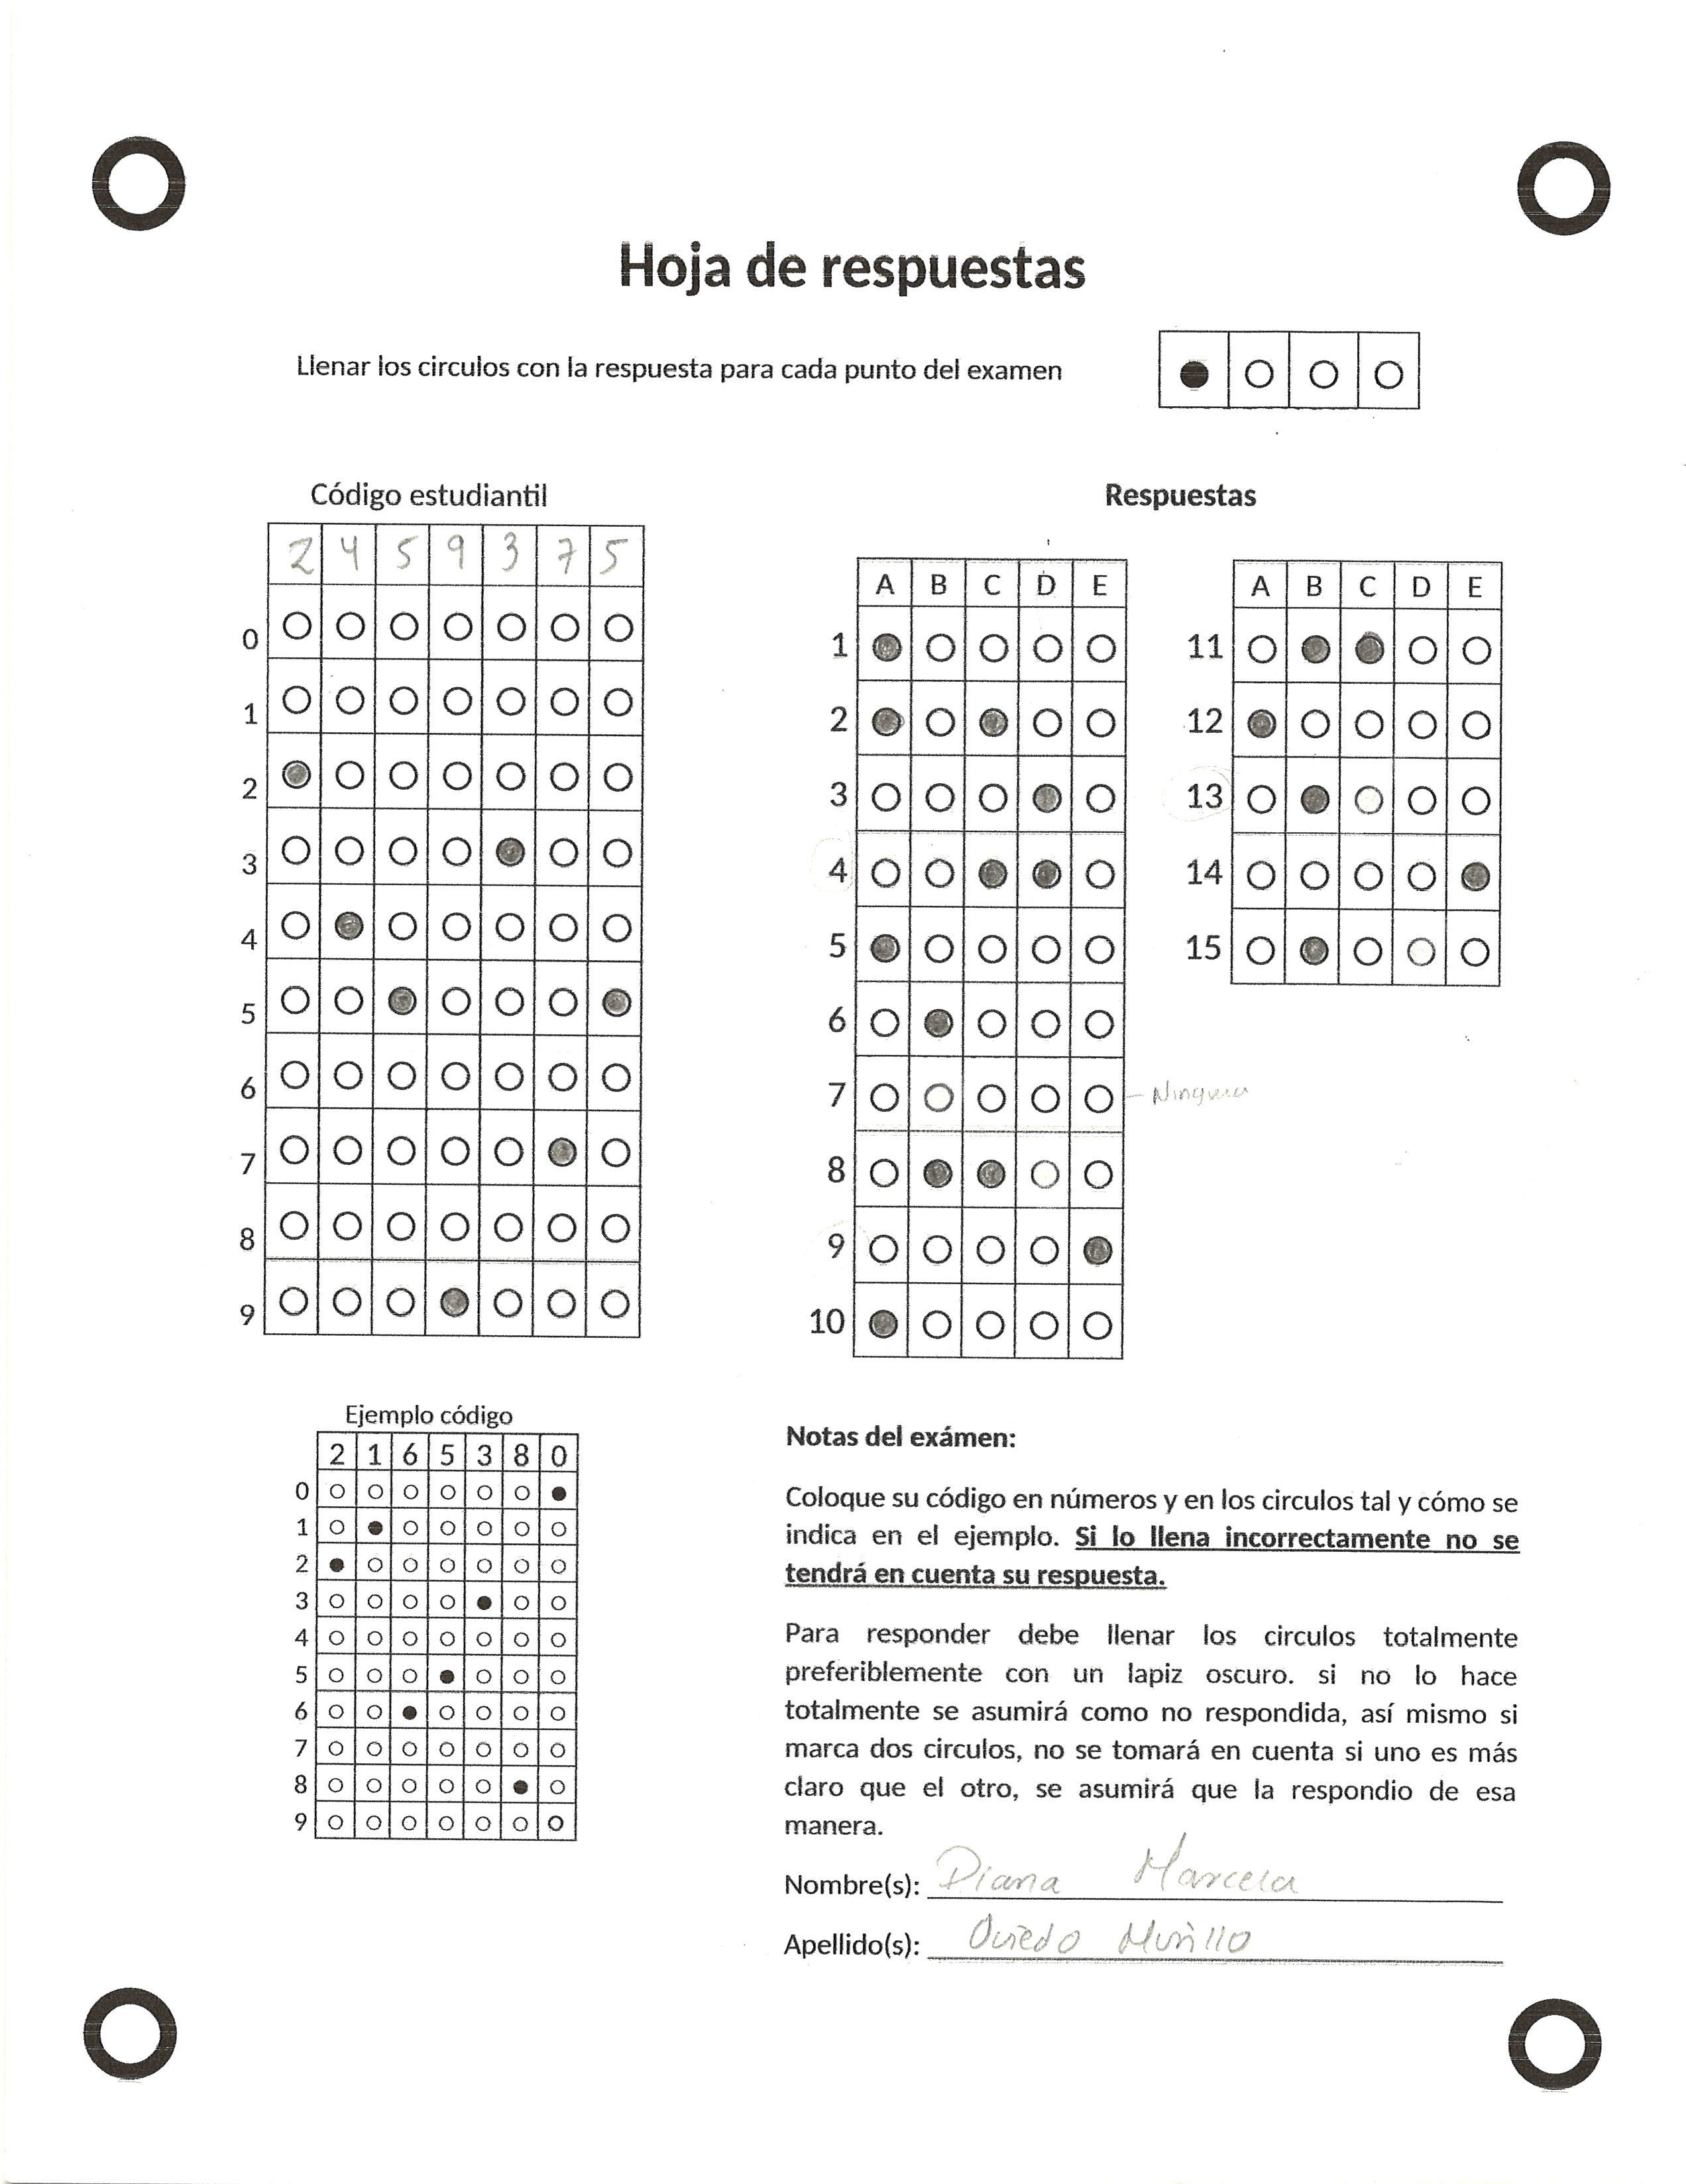 Hoja de respuestas
Llenar los circulos con la respuesta para cada punto del examen
Código estudiantil
2 4 5 9 3 7 5
0
1
2
3
4
5
6
7
8
9
Respuestas
A B C D E
1
2
3
4
5
6
7 - Ninguna
8
9
10
A B C D E
11
12
13
14
15
Ejemplo código
2 1 6 5 3 8 0
0
1
2
3
4
5
6
7
8
9
Notas del exámen:
Coloque su código en números y en los circulos tal y cómo se
indica en el ejemplo. Si lo llena incorrectamente no se
tendrá en cuenta su respuesta.
Para responder debe llenar los circulos totalmente
preferiblemente con un lapiz oscuro. si no lo hace
totalmente se asumirá como no respondida, así mismo si
marca dos circulos, no se tomará en cuenta si uno es más
claro que el otro, se asumirá que la respondio de esa
manera.
Nombre(s): Diana Marcela
Apellido(s): Oviedo Murillo